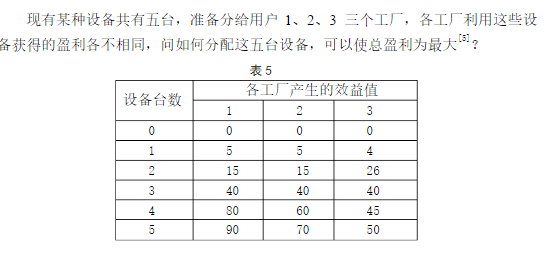 现有某种设备共有五台，准备分给用户 1、2、3 三个工厂，各工厂利用这些设
备获得的盈利各不相同，问如何分配这五台设备，可以使总盈利为最大[5]？
表 5
设备台数 各工厂产生的效益值
1 2 3
0 0 0 0
1 5 5 4
2 15 15 26
3 40 40 40
4 80 60 45
5 90 70 50